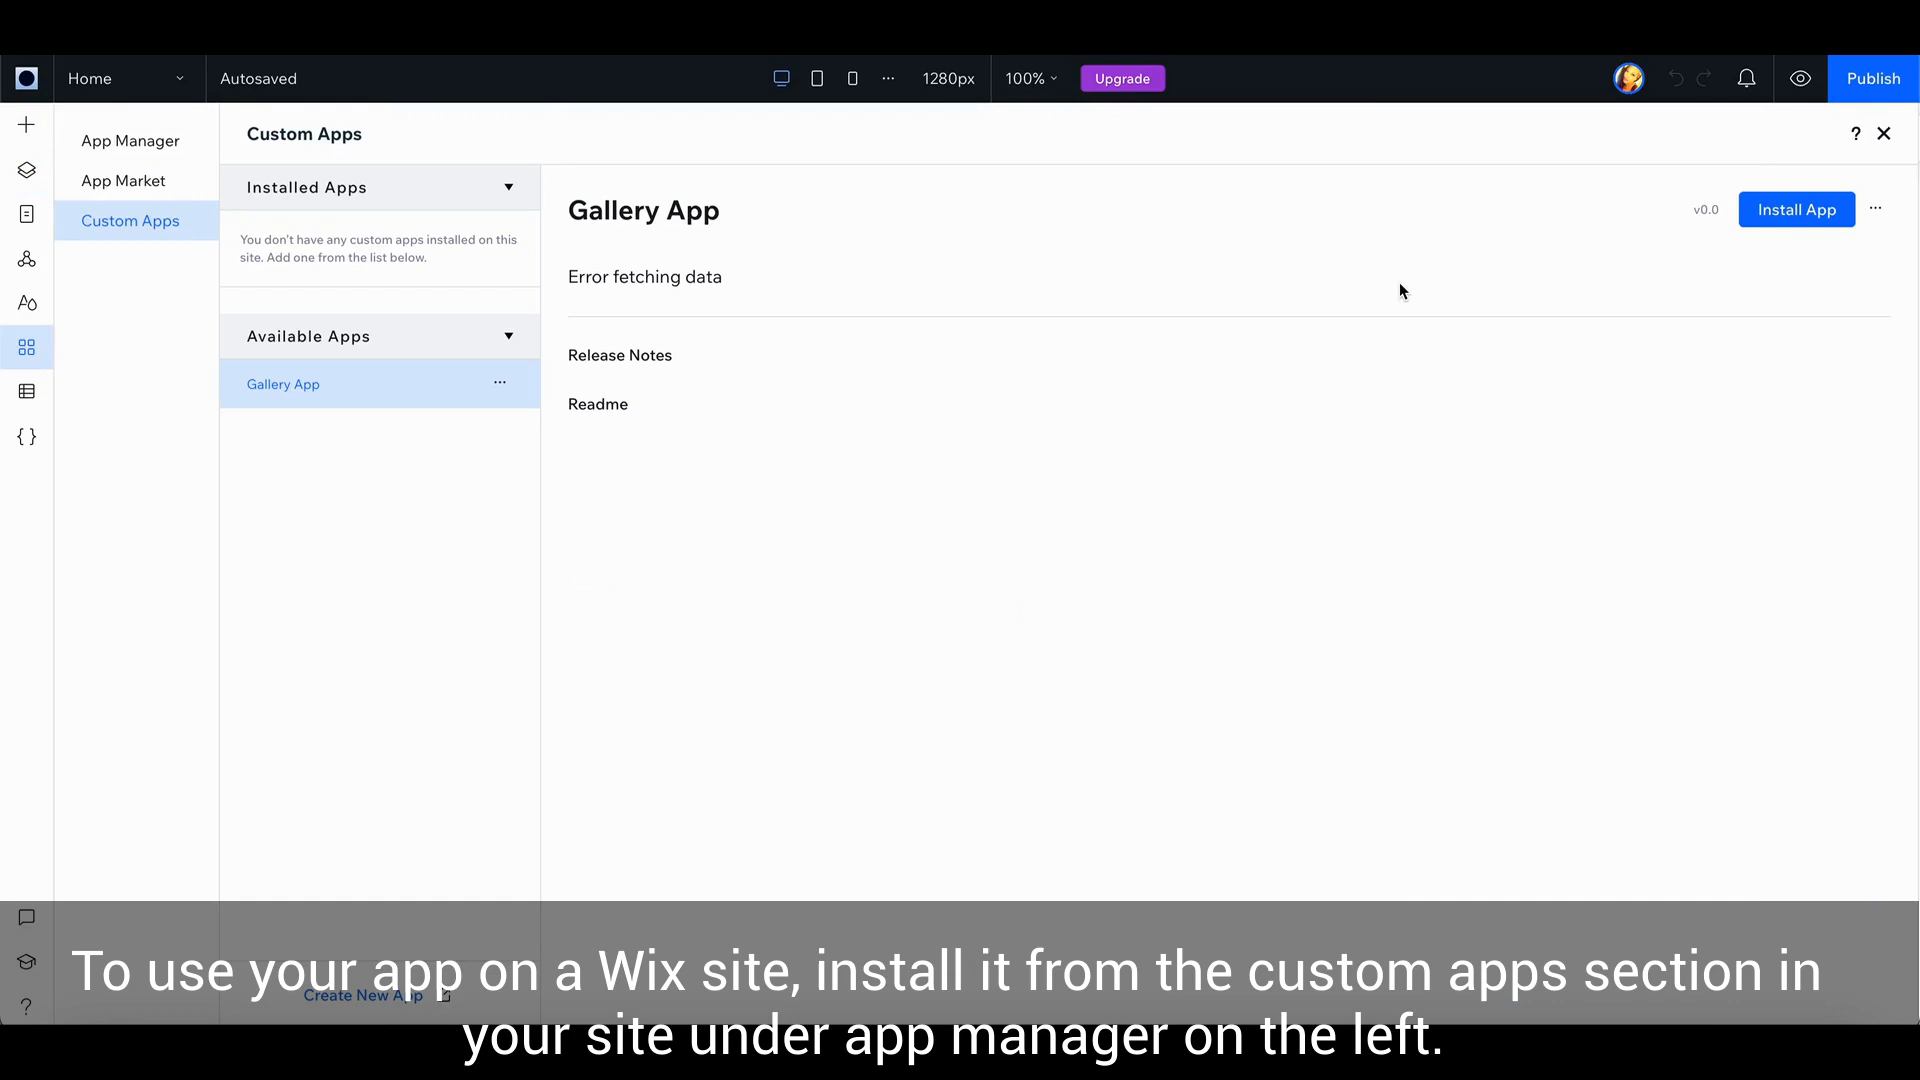 Home
Autosaved
1280px
100%
Upgrade
Publish
App Manager
App Market
Custom Apps
Custom Apps
?
Installed Apps
You don't have any custom apps installed on this
site. Add one from the list below.
Available Apps
Gallery App
Gallery App
v0.0
Install App
Error fetching data
Release Notes
Readme
Create New App
To use your app on a Wix site, install it from the custom apps section in
your site under app manager on the left.